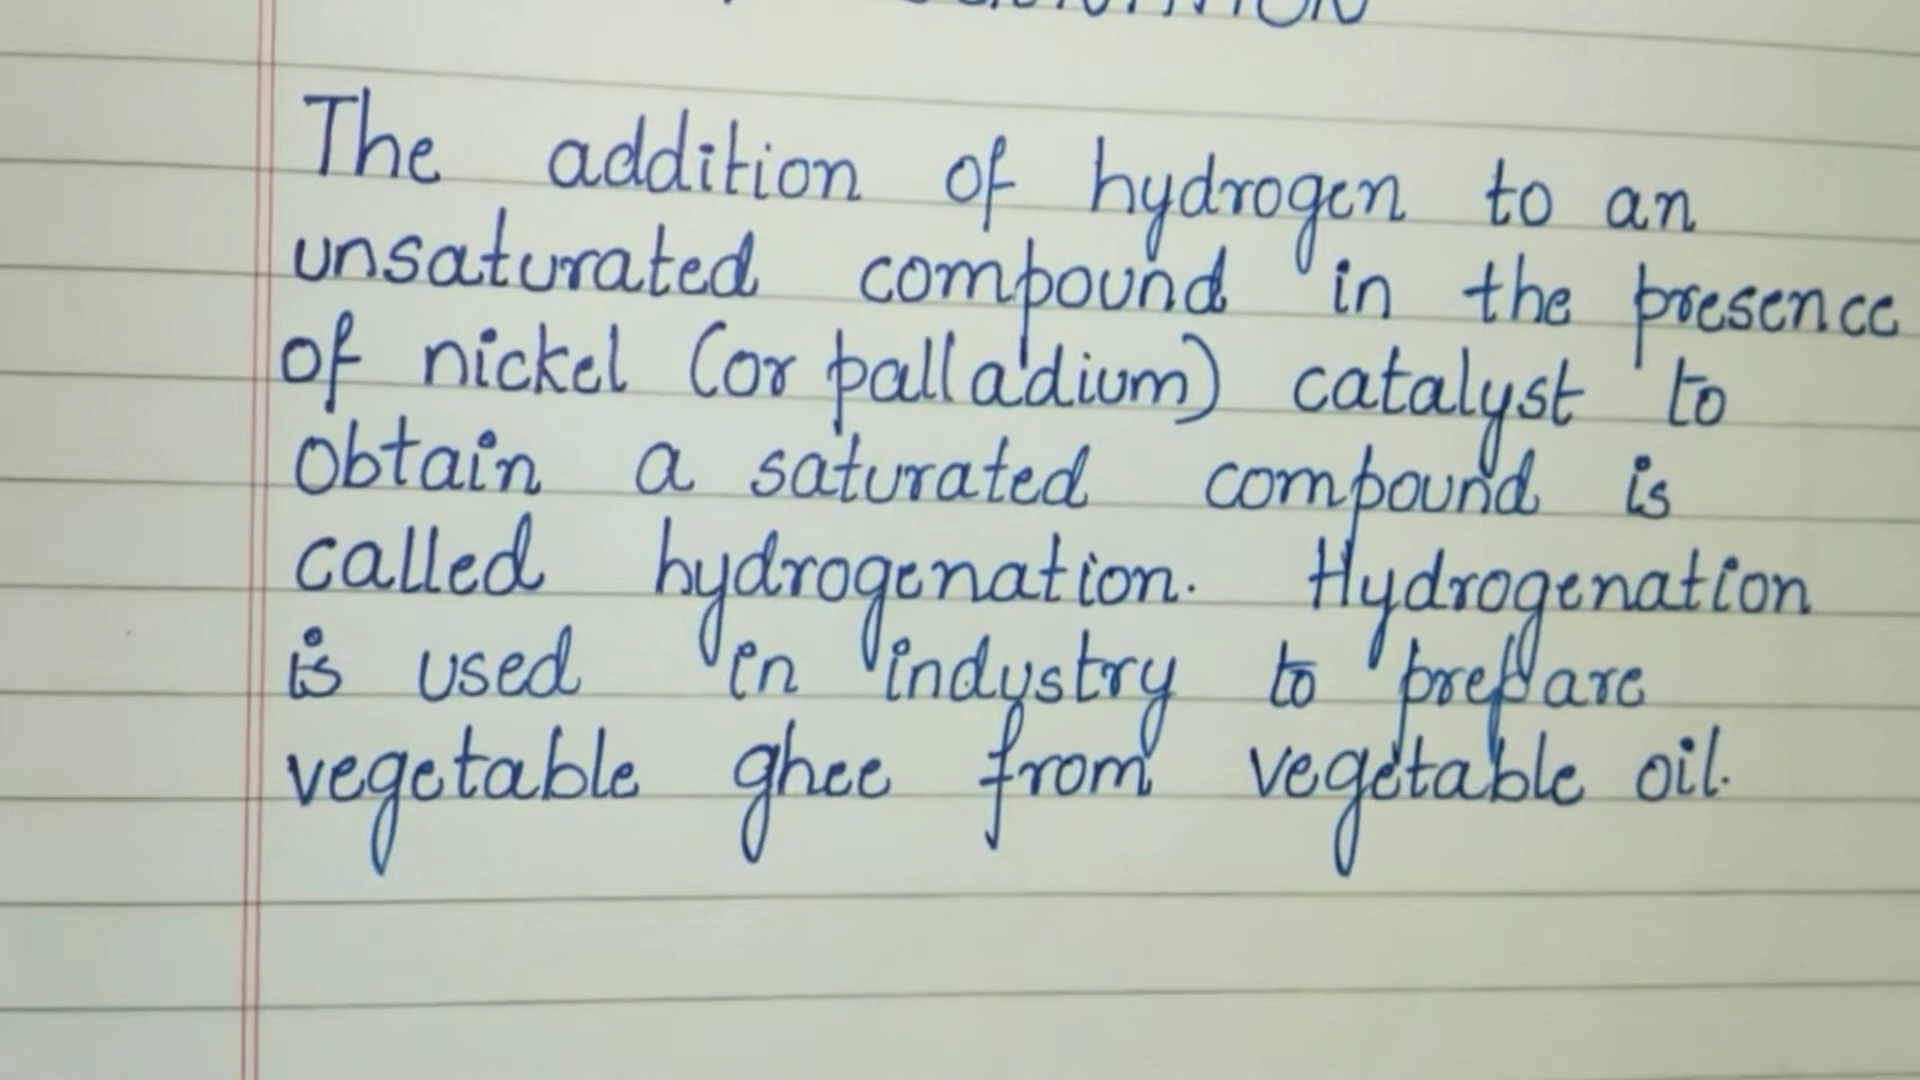 The addition of hydrogen to an
unsaturated compound in the presence
of nickel (or palladium) catalyst to
obtain a saturated compound is
called hydrogenation. Hydrogenation
is used in industry to prepare
vegetable ghee from vegetable oil.